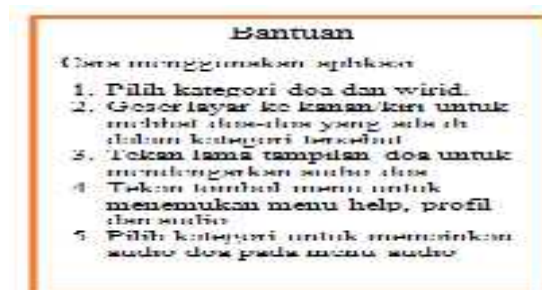 Bantuan
Cara menggunakan aplikasi
1. Pilih kategori doa dan wirid.
2. Geser layar ke kanan/kiri untuk
melihat doa-doa yang ada di
dalam kategori tersebut
3. Tekan lama tampilan doa untuk
mendengarkan audio doa
4. Tekan tombol menu untuk
menemukan menu help, profil
dan audio
5. Pilih kategori untuk memainkan
audio doa pada menu audio